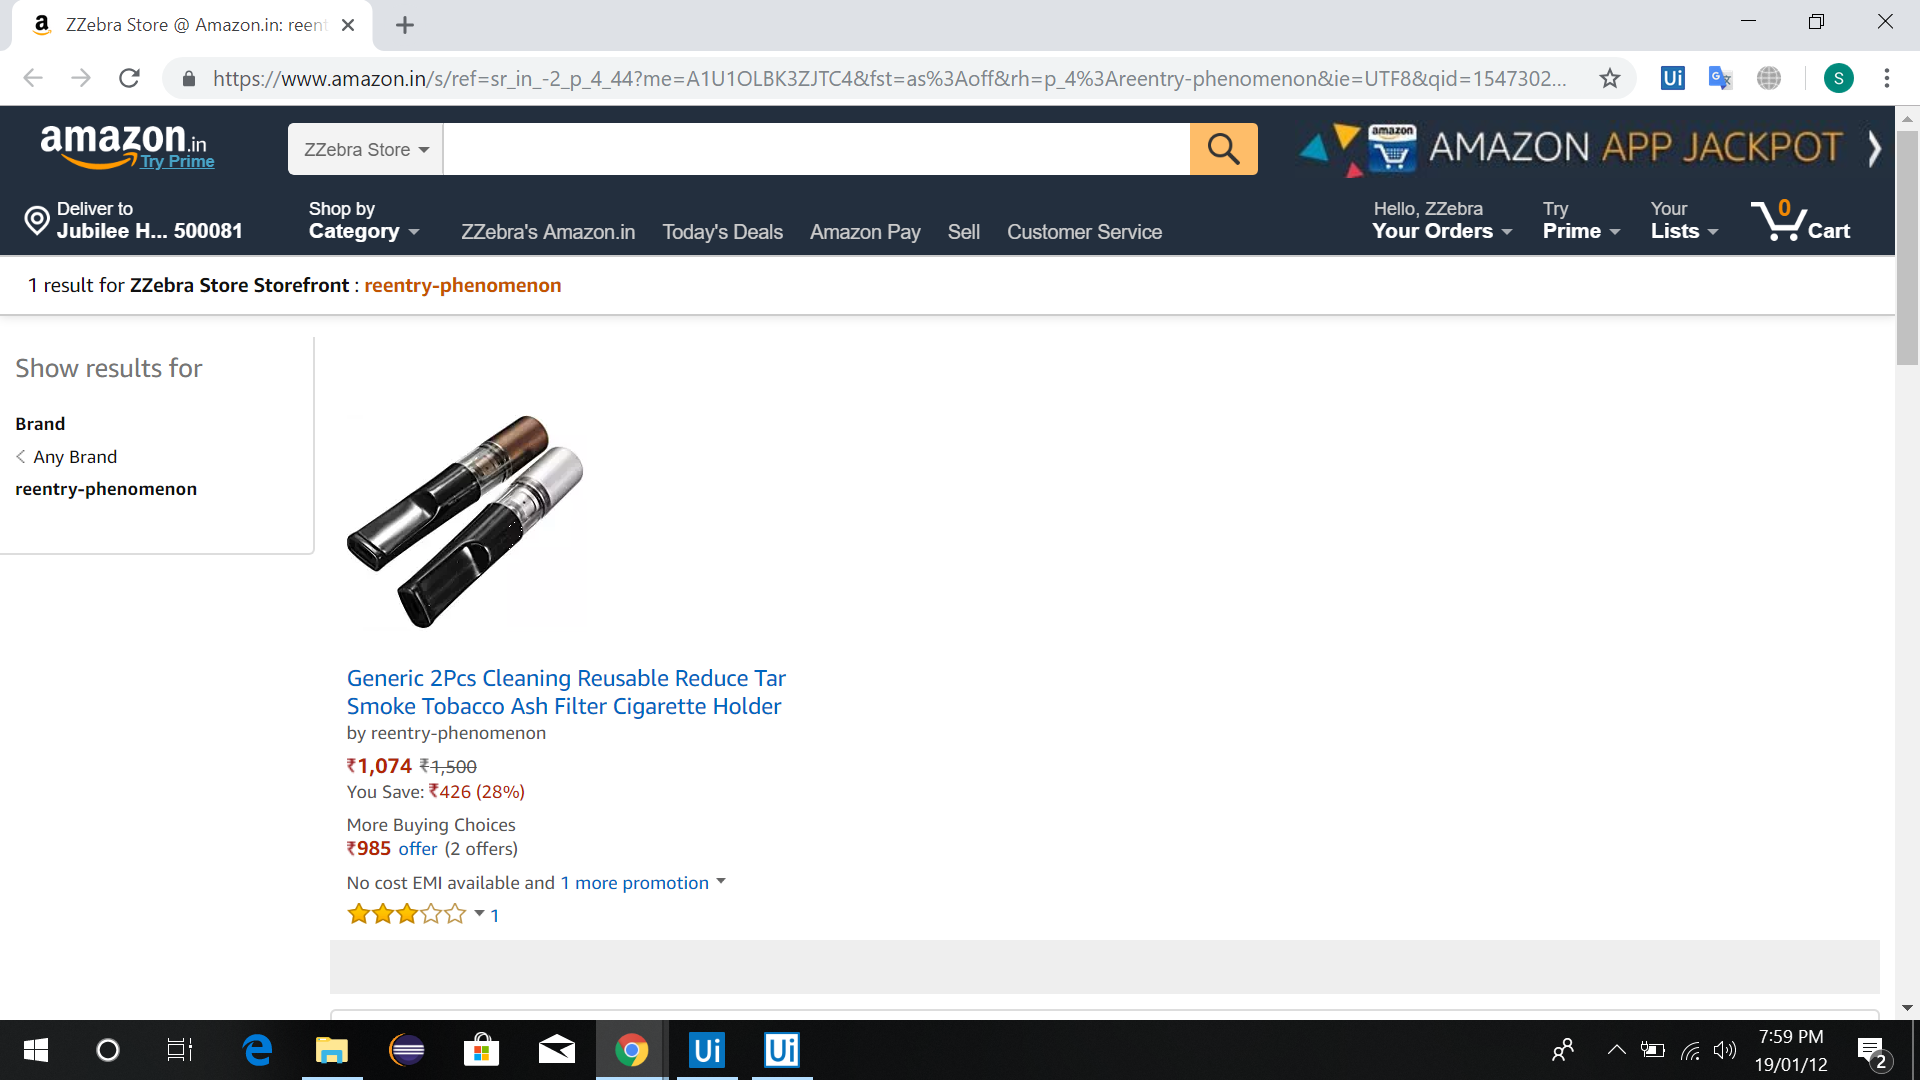 ZZebra Store @ Amazon.in: reent
https://www.amazon.in/s/ref=sr_in_-2_p_4_44?me=A1U1OLBK3ZJTC4&fst=as%3Aoff&rh=p_4%3Areentry-phenomenon&ie=UTF8&qid=1547302...
Ui
G
S
amazon.in
Try Prime
ZZebra Store
amazon
AMAZON APP JACKPOT
Deliver to
Jubilee H... 500081
Shop by
Category
ZZebra's Amazon.in Today's Deals Amazon Pay Sell Customer Service
Hello, ZZebra
Your Orders
Try
Prime
Your
Lists
0
Cart
1 result for ZZebra Store Storefront : reentry-phenomenon
Show results for
Brand
Any Brand
reentry-phenomenon
Generic 2Pcs Cleaning Reusable Reduce Tar
Smoke Tobacco Ash Filter Cigarette Holder
by reentry-phenomenon
₹1,074 ₹1,500
You Save: ₹426 (28%)
More Buying Choices
₹985 offer (2 offers)
No cost EMI available and 1 more promotion
1
Ui
Ui
7:59 PM
19/01/12
2